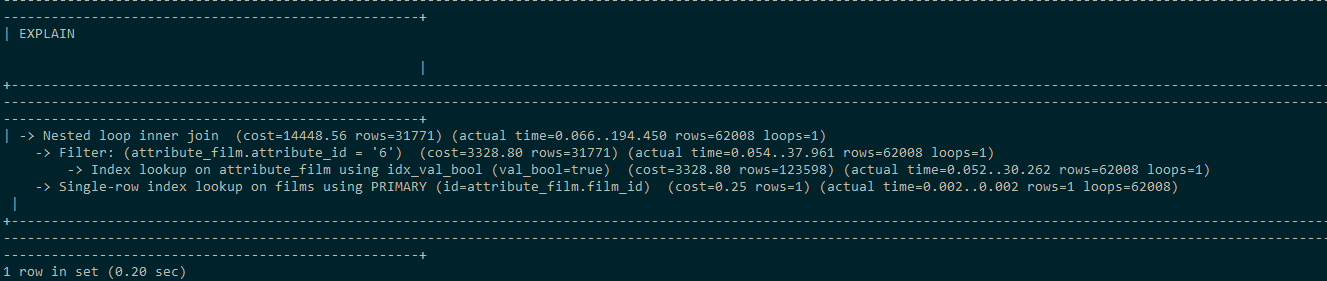 | EXPLAIN
|
| -> Nested loop inner join  (cost=14448.56 rows=31771) (actual time=0.066..194.450 rows=62008 loops=1)
    -> Filter: (attribute_film.attribute_id = '6')  (cost=3328.80 rows=31771) (actual time=0.054..37.961 rows=62008 loops=1)
        -> Index lookup on attribute_film using idx_val_bool (val_bool=true)  (cost=3328.80 rows=123598) (actual time=0.052..30.262 rows=62008 loops=1)
    -> Single-row index lookup on films using PRIMARY (id=attribute_film.film_id)  (cost=0.25 rows=1) (actual time=0.002..0.002 rows=1 loops=62008)
|
1 row in set (0.20 sec)